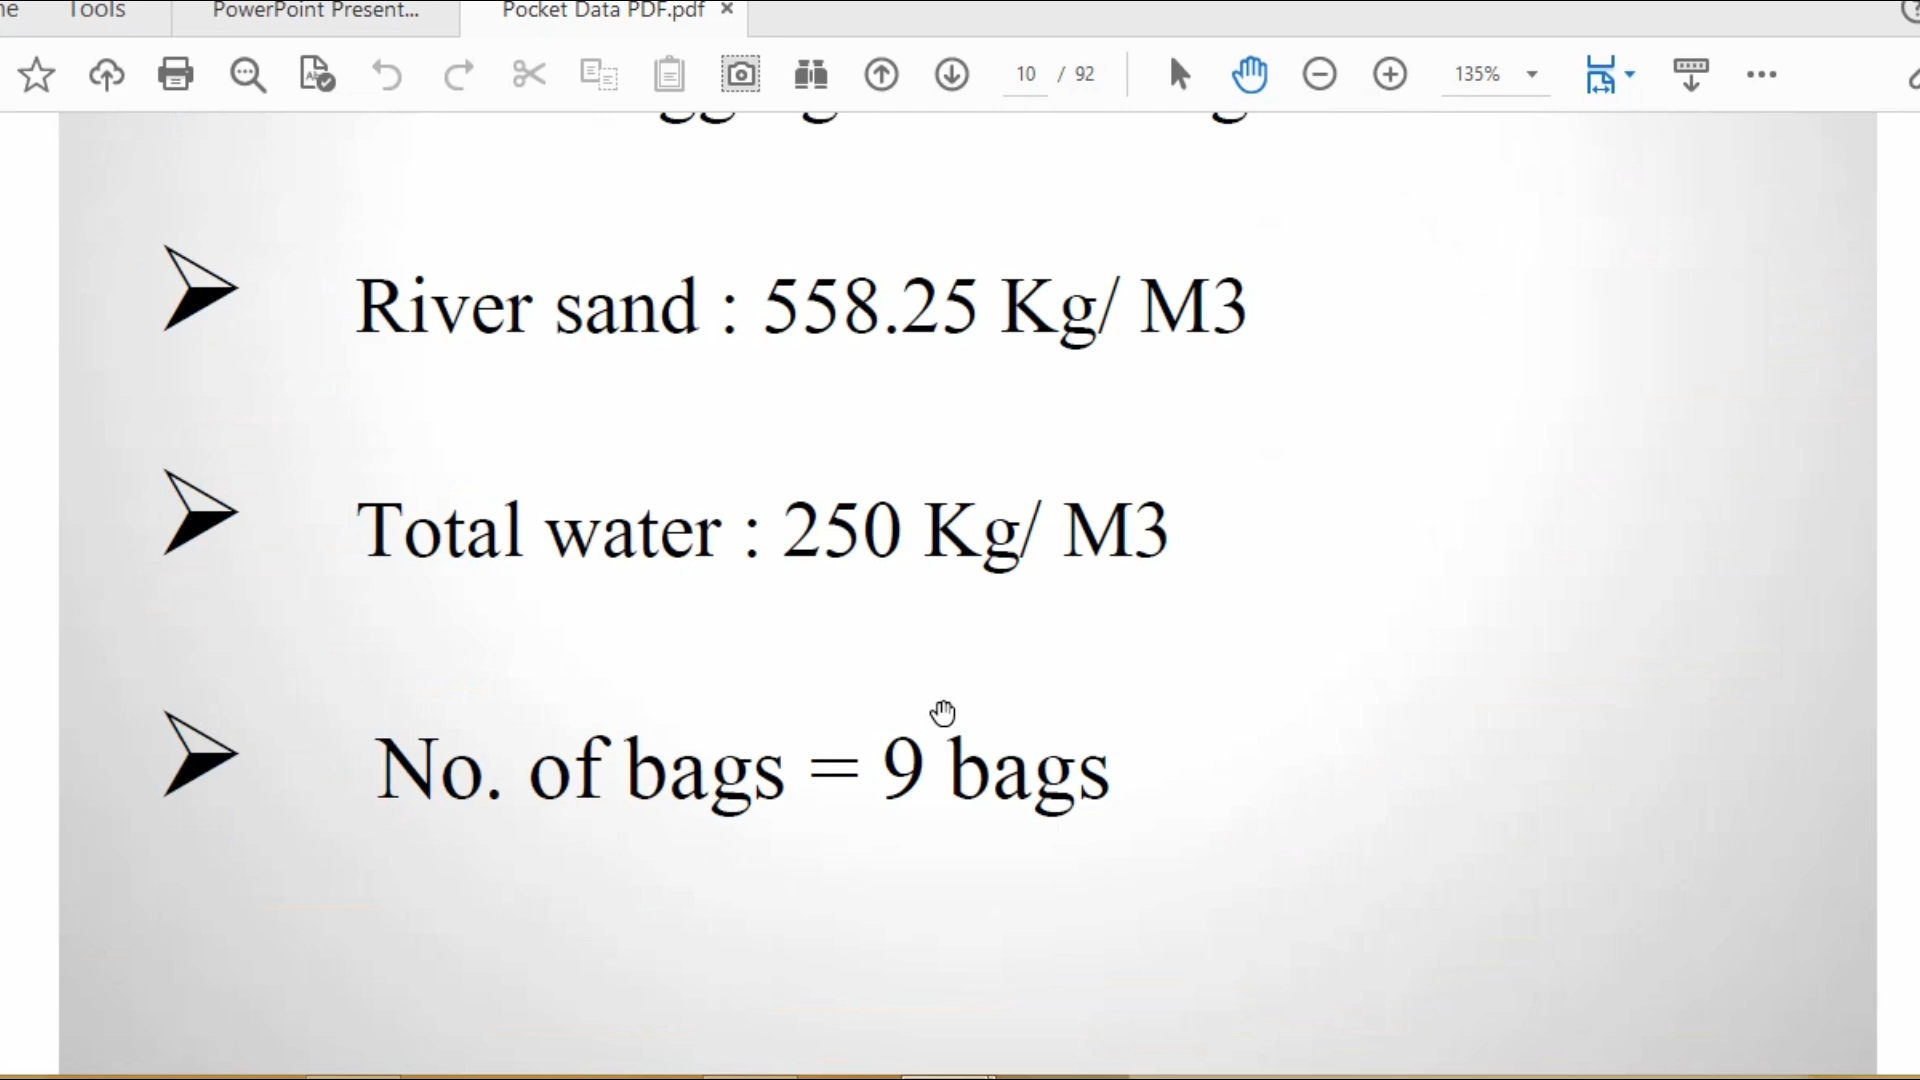 Tools
PowerPoint Present...
Pocket Data PDF.pdf
10 / 92
135%
River sand : 558.25 Kg/ M3
Total water : 250 Kg/ M3
No. of bags = 9 bags